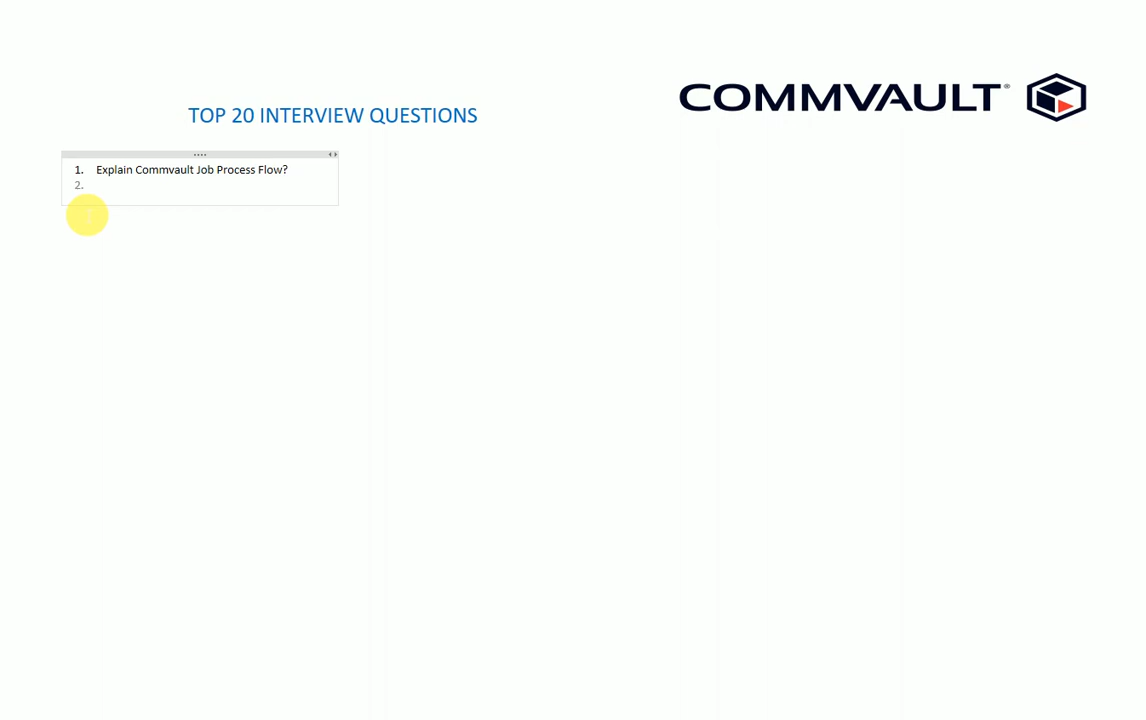 COMMVAULT®
TOP 20 INTERVIEW QUESTIONS
1. Explain Commvault Job Process Flow?
2.